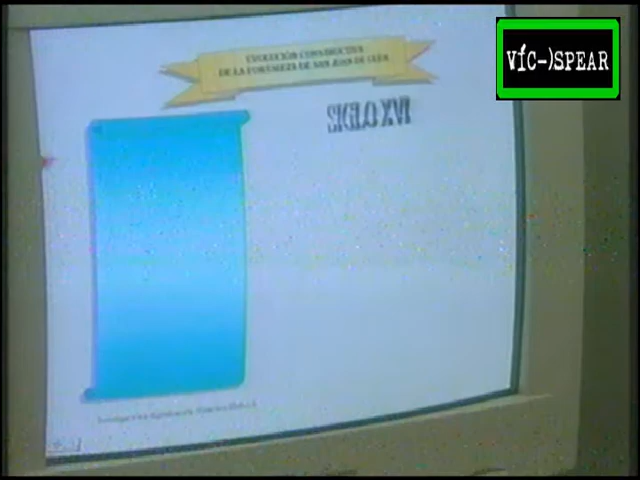 VÍC-)SPEAR
EVOLUCIÓN CONSTRUCTIVA
DE LA FORTALEZA DE SAN JUAN DE ULÚA
SIGLO XVI